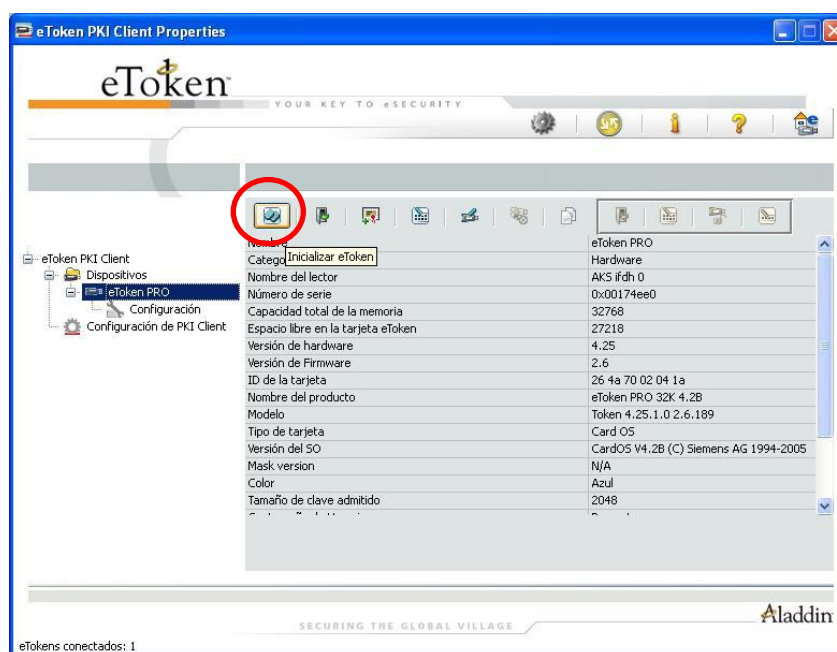 eToken PKI Client Properties
eToken
YOUR KEY TO eSECURITY
Nombre eToken PRO
Inicializar eToken
Catego Hardware
Nombre del lector AKS ifdh 0
Número de serie 0x00174ee0
Capacidad total de la memoria 32768
Espacio libre en la tarjeta eToken 27218
Versión de hardware 4.25
Versión de Firmware 2.6
ID de la tarjeta 26 4a 70 02 04 1a
Nombre del producto eToken PRO 32K 4.2B
Modelo Token 4.25.1.0 2.6.189
Tipo de tarjeta Card OS
Versión del SO CardOS V4.2B (C) Siemens AG 1994-2005
Mask version N/A
Color Azul
Tamaño de clave admitido 2048
eToken PKI Client
Dispositivos
eToken PRO
Configuración
Configuración de PKI Client
SECURING THE GLOBAL VILLAGE
Aladdin
eTokens conectados: 1